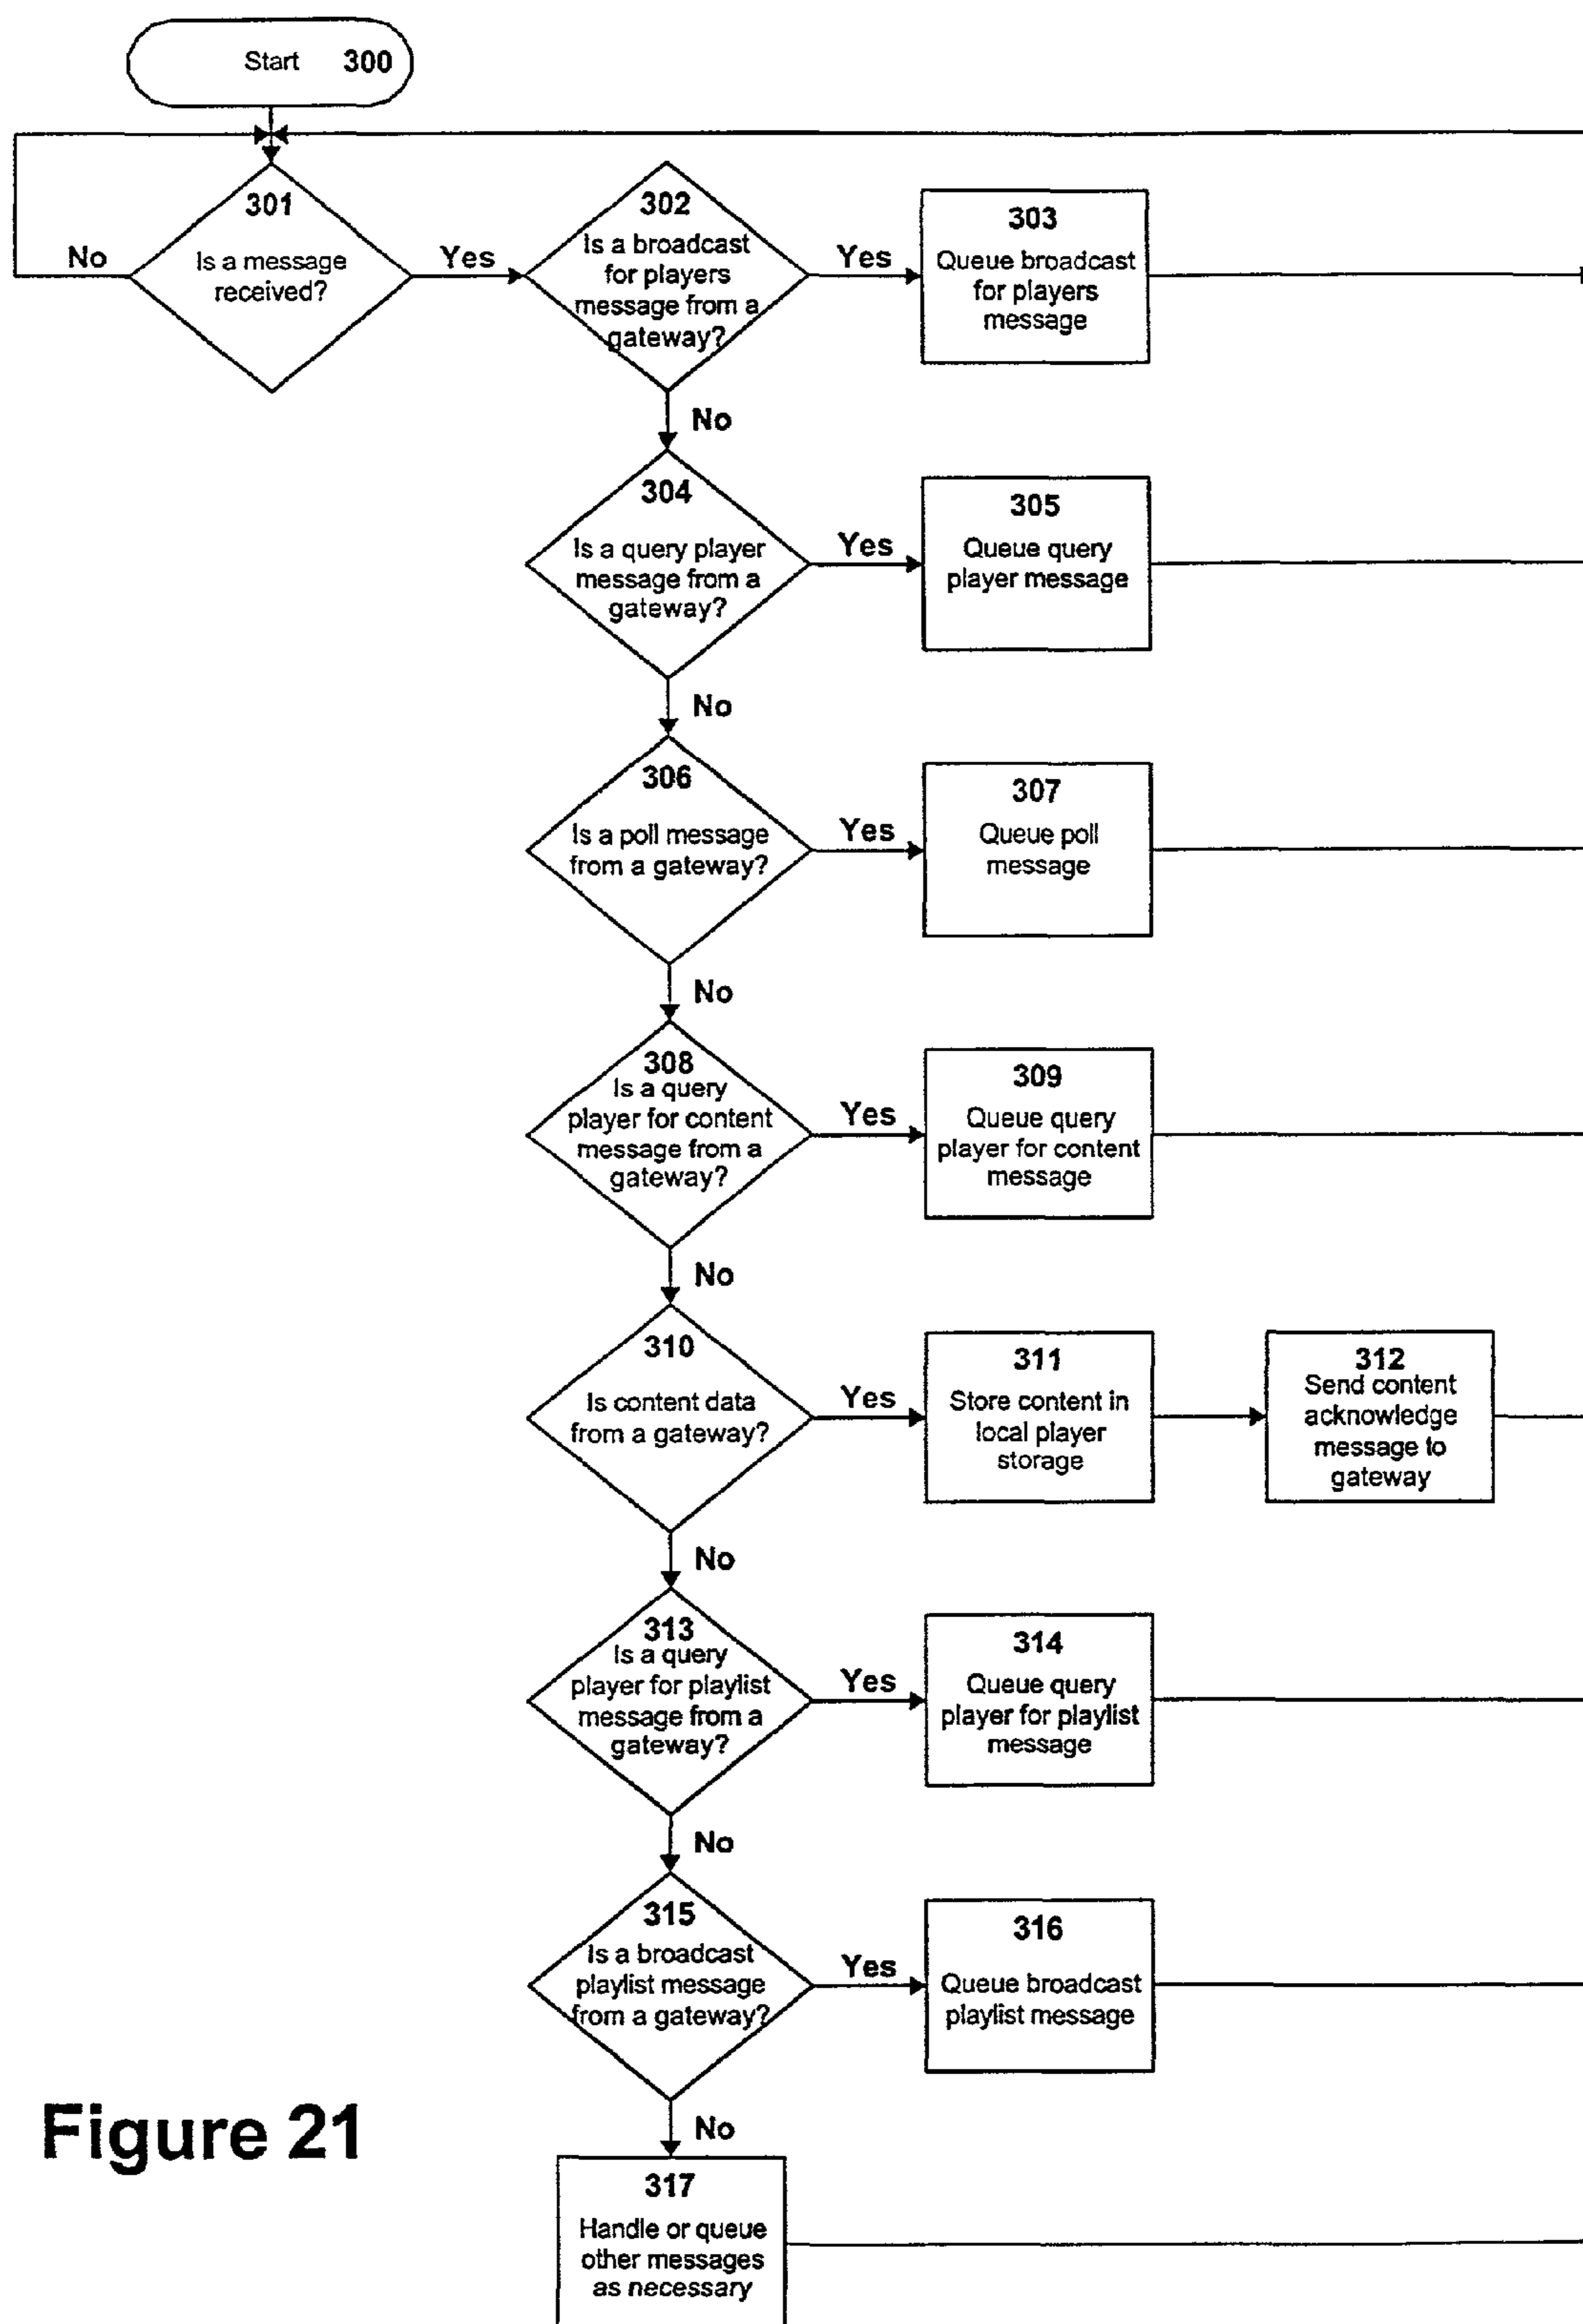 Start 300
301
Is a message
received?
No
Yes
302
Is a broadcast
for players
message from a
gateway?
Yes
303
Queue broadcast
for players
message
No
304
Is a query player
message from a
gateway?
Yes
305
Queue query
player message
No
306
Is a poll message
from a gateway?
Yes
307
Queue poll
message
No
308
Is a query
player for content
message from a
gateway?
Yes
309
Queue query
player for content
message
No
310
Is content data
from a gateway?
Yes
311
Store content in
local player
storage
312
Send content
acknowledge
message to
gateway
No
313
Is a query
player for playlist
message from a
gateway?
Yes
314
Queue query
player for playlist
message
No
315
Is a broadcast
playlist message
from a gateway?
Yes
316
Queue broadcast
playlist message
No
317
Handle or queue
other messages
as necessary
Figure 21